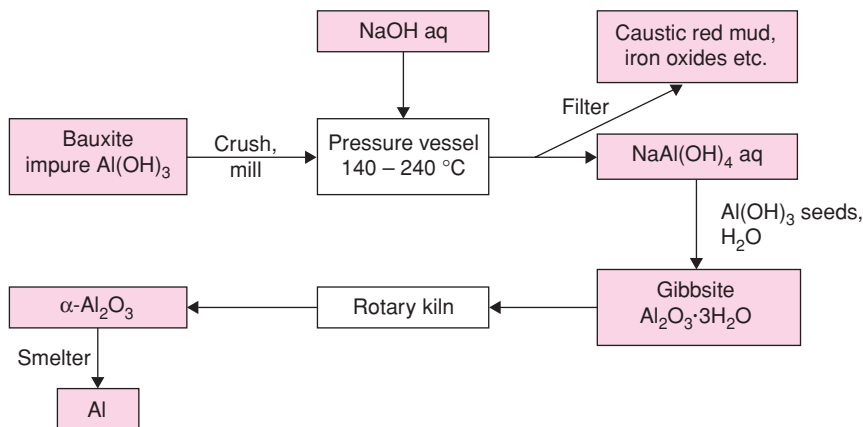 NaOH aq
Caustic red mud,
iron oxides etc.
Filter
Bauxite
impure Al(OH)₃
Crush,
mill
Pressure vessel
140 – 240 °C
NaAl(OH)₄ aq
Al(OH)₃ seeds,
H₂O
α-Al₂O₃
Rotary kiln
Gibbsite
Al₂O₃·3H₂O
Smelter
Al